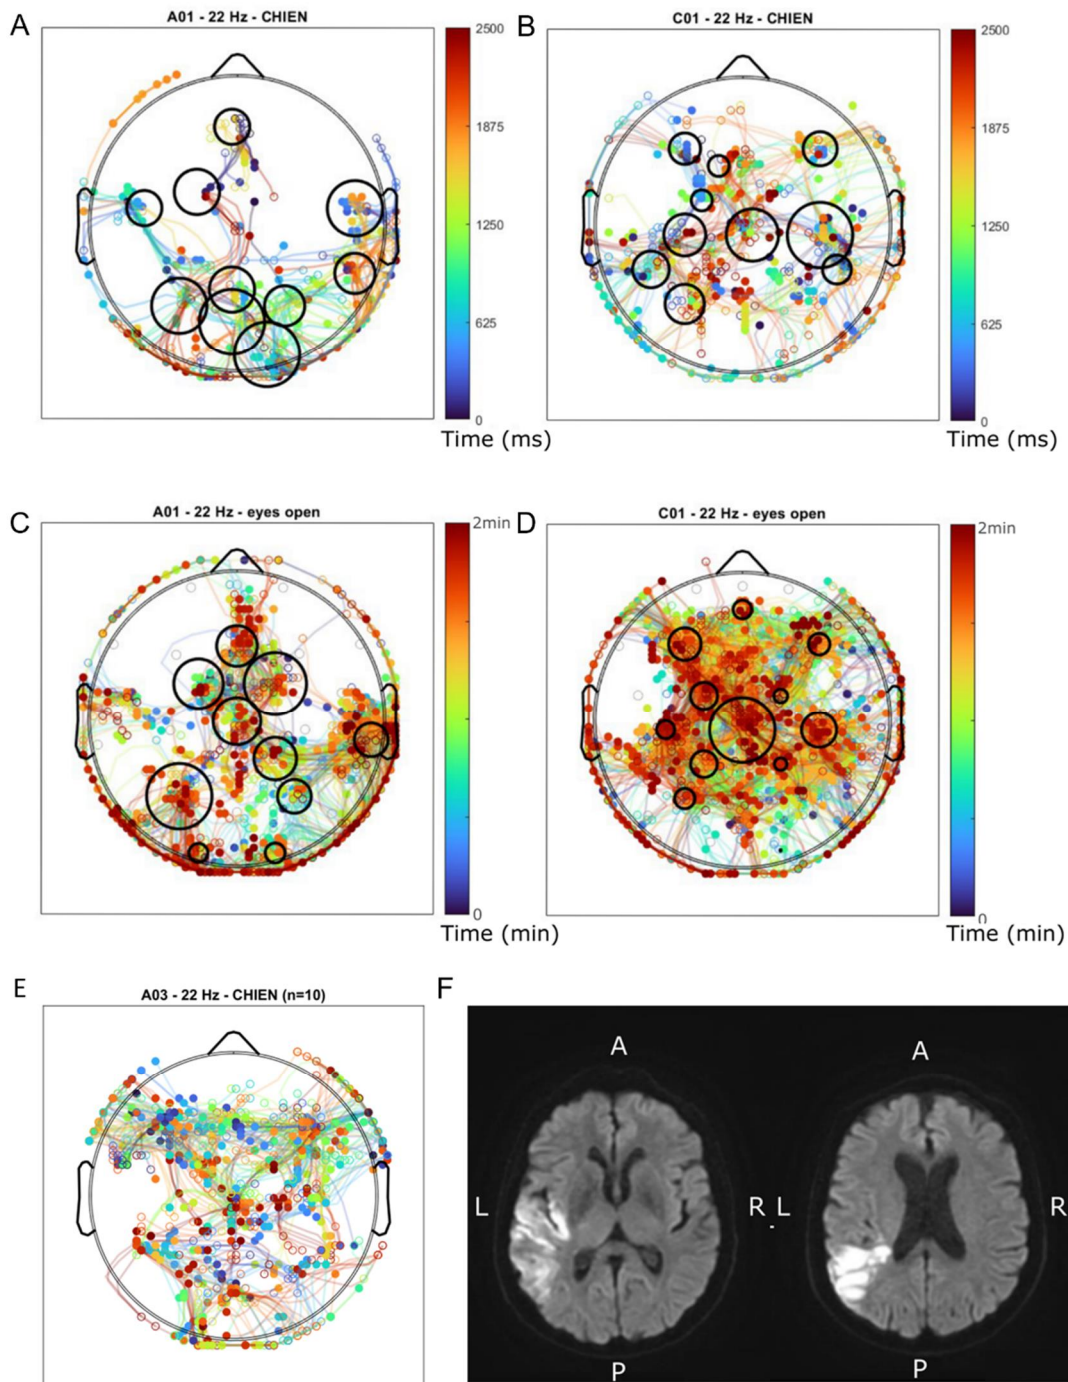 A
A01 - 22 Hz - CHIEN
2500
1875
1250
625
0
Time (ms)
B
C01 - 22 Hz - CHIEN
2500
1875
1250
625
0
Time (ms)
C
A01 - 22 Hz - eyes open
2min
0
Time (min)
D
C01 - 22 Hz - eyes open
2min
0
Time (min)
E
A03 - 22 Hz - CHIEN (n=10)
F
A
A
L
R
L
R
P
P